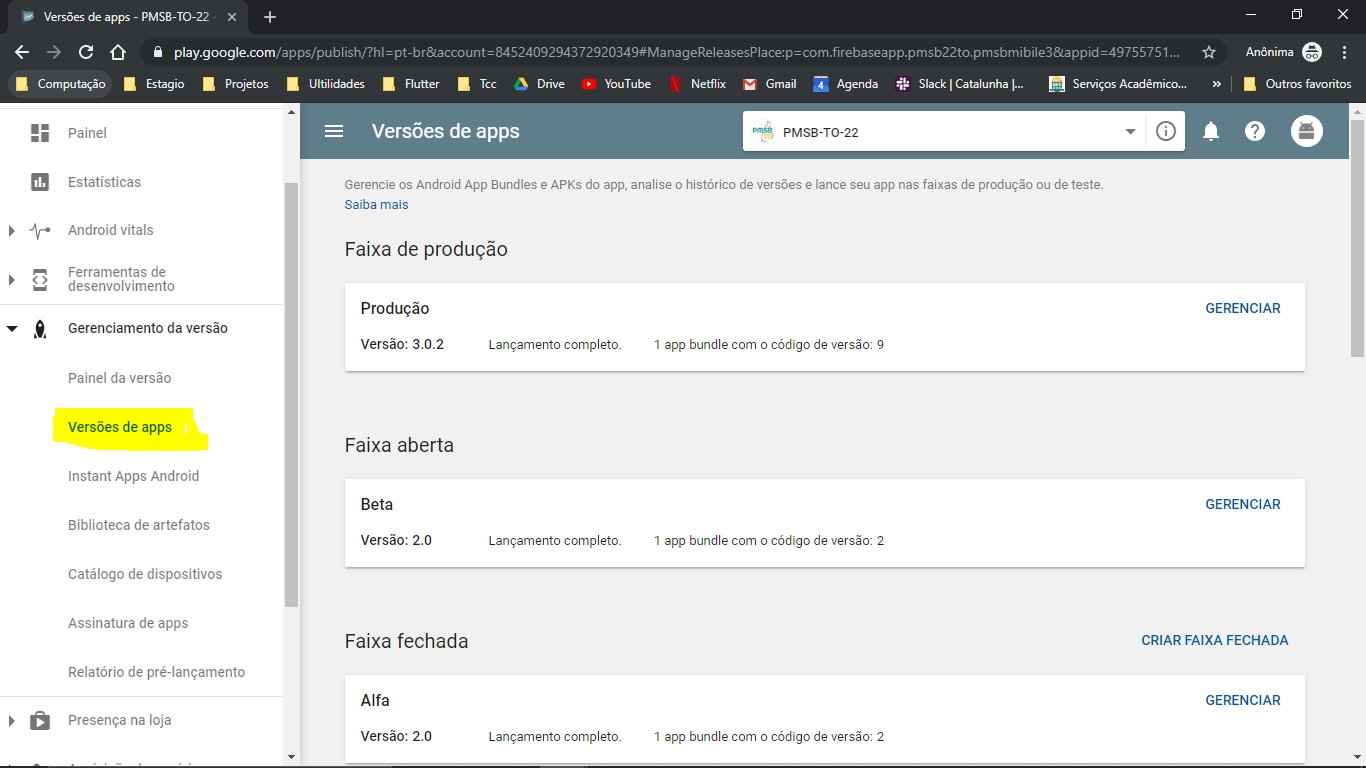 Versões de apps - PMSB-TO-22 -
play.google.com/apps/publish/?hl=pt-br&account=8452409294372920349#ManageReleasesPlace:p=com.firebaseapp.pmsb22to.pmsbmibile3&appid=49755751...
Anônima
Computação
Estagio
Projetos
Ultilidades
Flutter
Tcc
Drive
YouTube
Netflix
Gmail
4
Agenda
Slack | Catalunha |...
Serviços Acadêmico...
»
Outros favoritos
Painel
Estatísticas
Android vitals
Ferramentas de
desenvolvimento
Gerenciamento da versão
Painel da versão
Versões de apps
Instant Apps Android
Biblioteca de artefatos
Catálogo de dispositivos
Assinatura de apps
Relatório de pré-lançamento
Presença na loja
Versões de apps
PMSB
TO
PMSB-TO-22
Gerencie os Android App Bundles e APKs do app, analise o histórico de versões e lance seu app nas faixas de produção ou de teste.
Saiba mais
Faixa de produção
Produção
GERENCIAR
Versão: 3.0.2
Lançamento completo.
1 app bundle com o código de versão: 9
Faixa aberta
Beta
GERENCIAR
Versão: 2.0
Lançamento completo.
1 app bundle com o código de versão: 2
Faixa fechada
CRIAR FAIXA FECHADA
Alfa
GERENCIAR
Versão: 2.0
Lançamento completo.
1 app bundle com o código de versão: 2